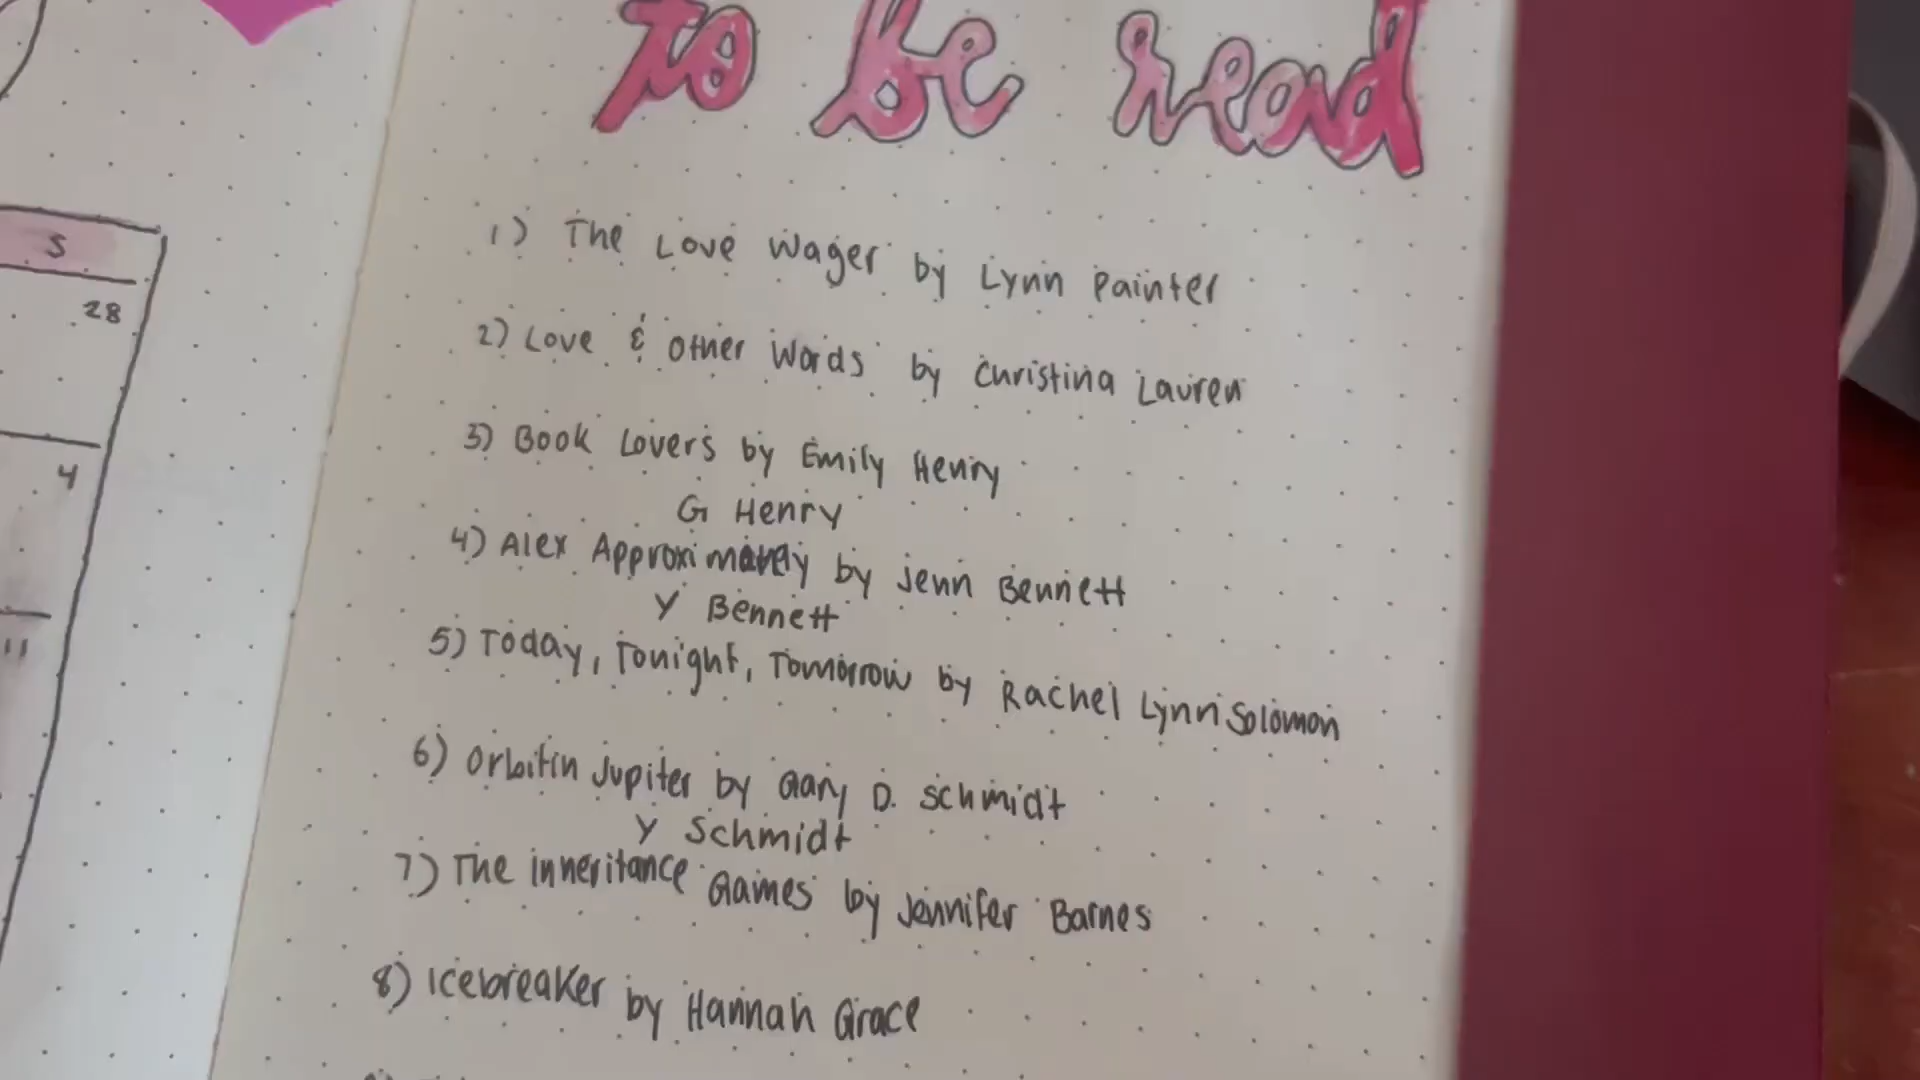 to be read
S
28
4
11
1) The Love Wager by Lynn Painter
2) Love & Other Words by Christina Lauren
3) Book Lovers by Emily Henry
G Henry
4) Alex Approximately by Jenn Bennett
Y Bennett
5) Today, Tonight, Tomorrow by Rachel Lynn Solomon
6) Orbitin Jupiter by Gary D. Schmidt
Y Schmidt
7) The inheritance Games by Jennifer Barnes
8) Icebreaker by Hannah Grace